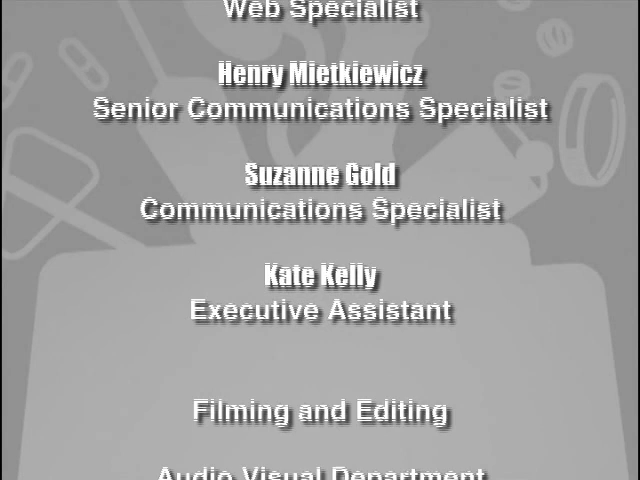 Web Specialist
Henry Mietkiewicz
Senior Communications Specialist
Suzanne Gold
Communications Specialist
Kate Kelly
Executive Assistant
Filming and Editing
Audio Visual Department